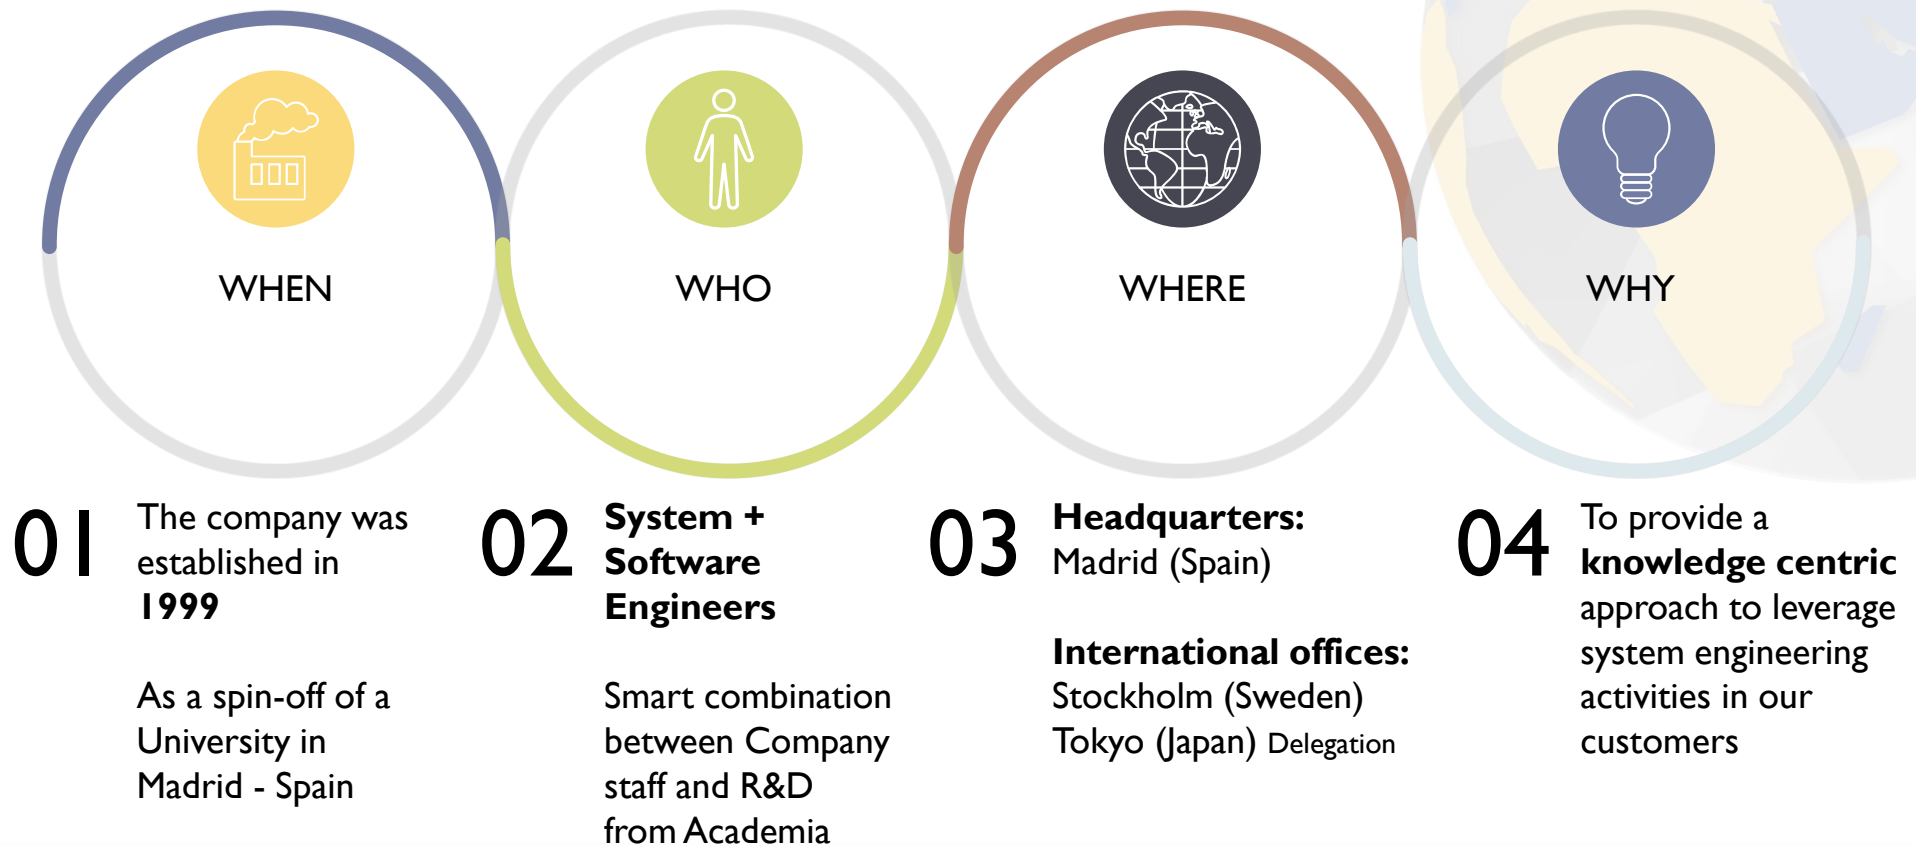 WHEN
WHO
WHERE
WHY
01
The company was
established in
1999
As a spin-off of a
University in
Madrid - Spain
02
System +
Software
Engineers
Smart combination
between Company
staff and R&D
from Academia
03
Headquarters:
Madrid (Spain)
International offices:
Stockholm (Sweden)
Tokyo (Japan) Delegation
04
To provide a
knowledge centric
approach to leverage
system engineering
activities in our
customers